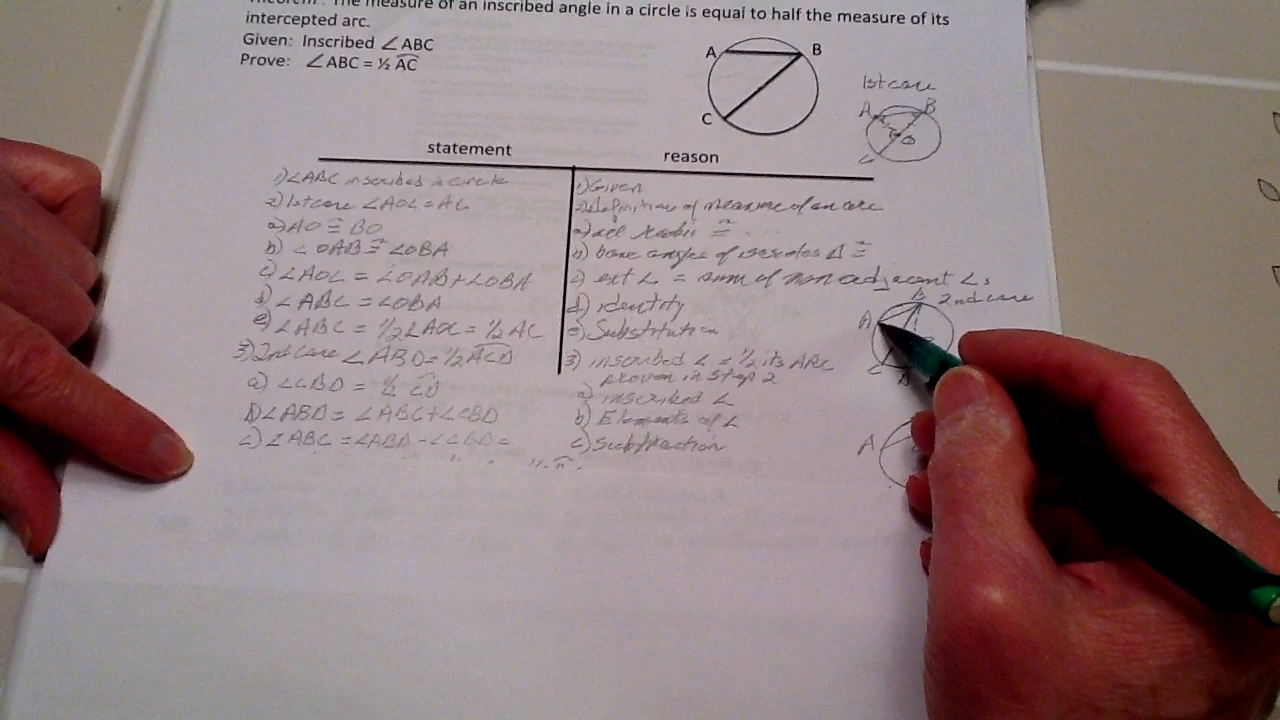 Theorem: The measure of an inscribed angle in a circle is equal to half the measure of its
intercepted arc.
Given: Inscribed ∠ABC
Prove: ∠ABC = ½ AC
A B
C
1st case
A B
O
C
statement reason
1) ∠ABC inscribed in circle 1) Given
2) 1st case ∠AOC = AC 2) definition of measure of an arc
a) AO ≅ BO a) all radii ≅
b) ∠OAB ≅ ∠OBA b) base angles of isosceles Δ ≅
c) ∠AOC = ∠OAB + ∠OBA c) ext ∠ = sum of non adjacent ∠s
d) ∠ABC = ∠OBA d) identity
e) ∠ABC = ½∠AOC = ½ AC e) Substitution
B 2nd case
A
C D
3) 2nd case ∠ABD = ½ ACD 3) inscribed ∠ = ½ its ARC
proven in step 2
a) ∠CBD = ½ CD a) inscribed ∠
b) ∠ABD = ∠ABC + ∠CBD b) Elements of ∠
c) ∠ABC = ∠ABD - ∠CBD = c) Subtraction
A